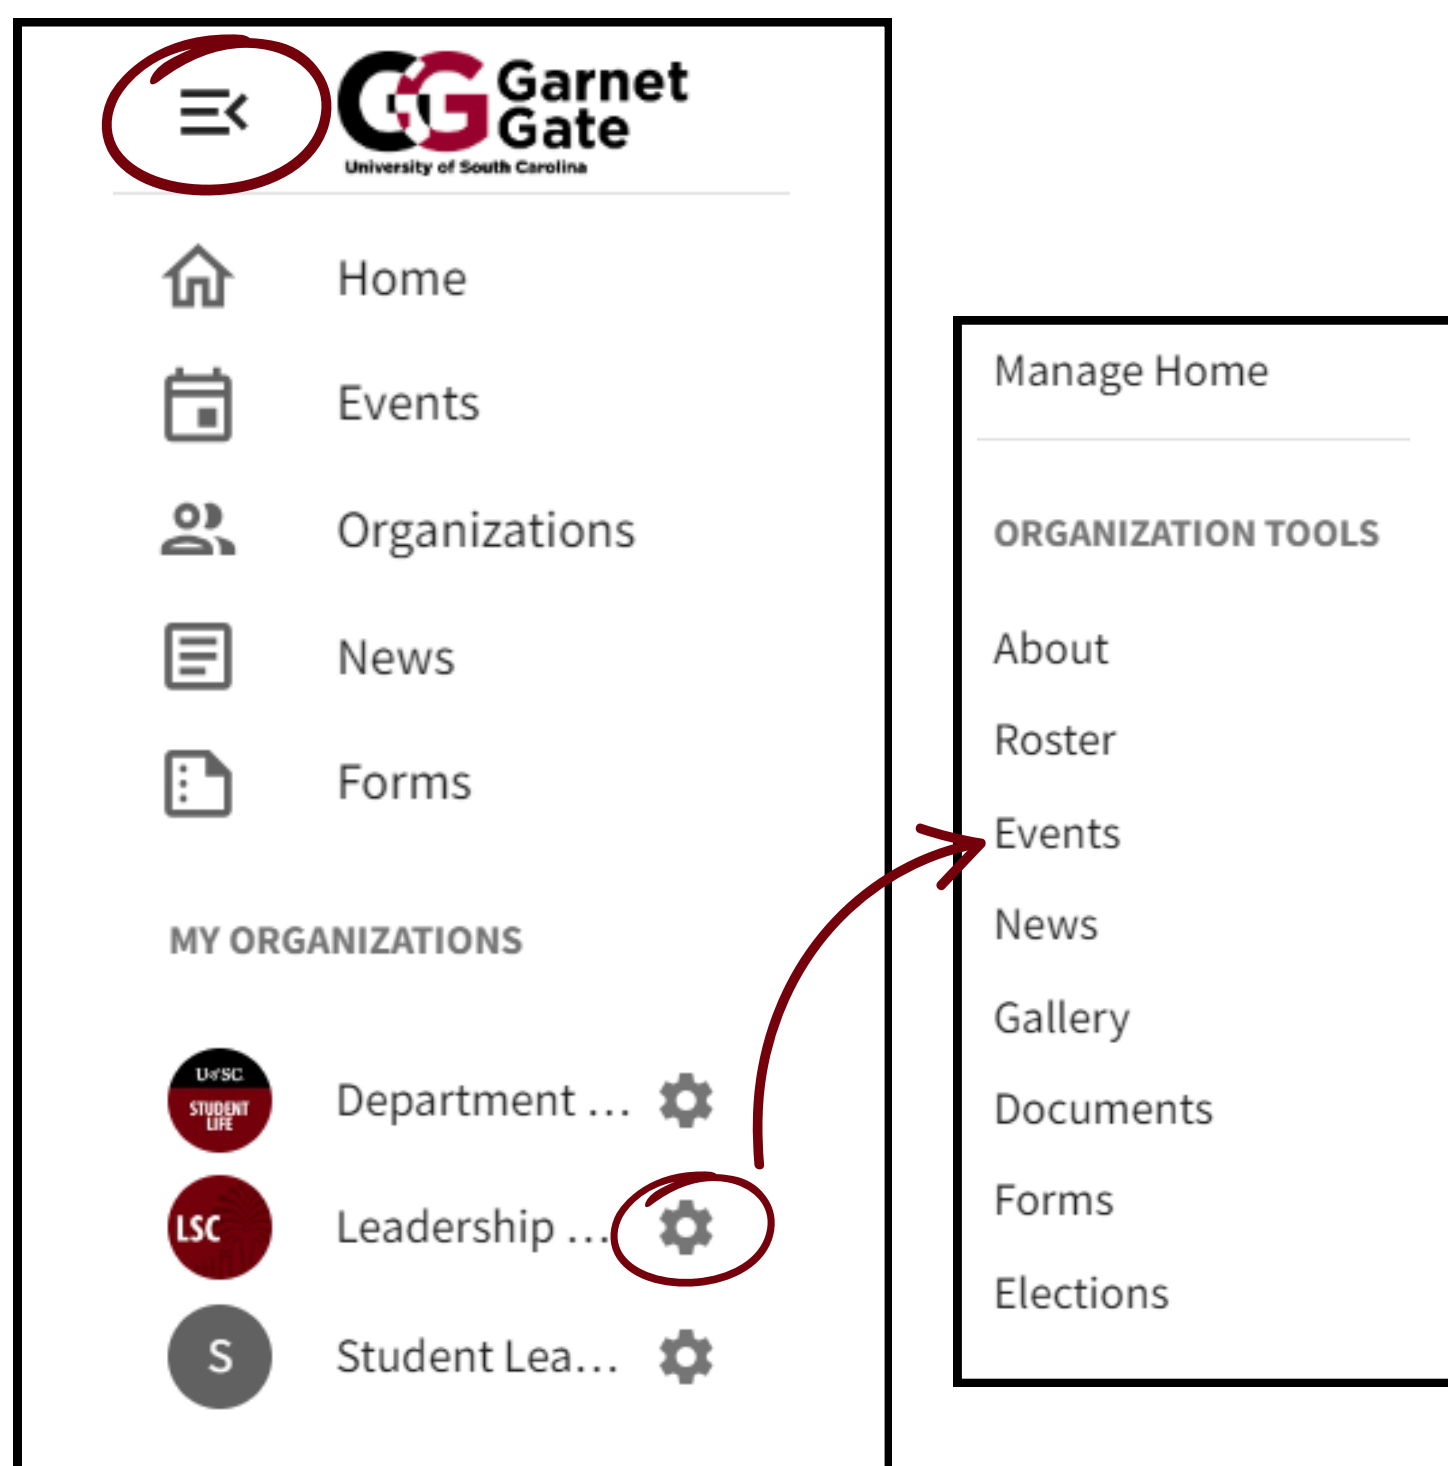 Garnet
Gate
University of South Carolina
Home
Events
Organizations
News
Forms
MY ORGANIZATIONS
UofSC
STUDENT
LIFE
Department ...
LSC
Leadership ...
S
Student Lea...
Manage Home
ORGANIZATION TOOLS
About
Roster
Events
News
Gallery
Documents
Forms
Elections